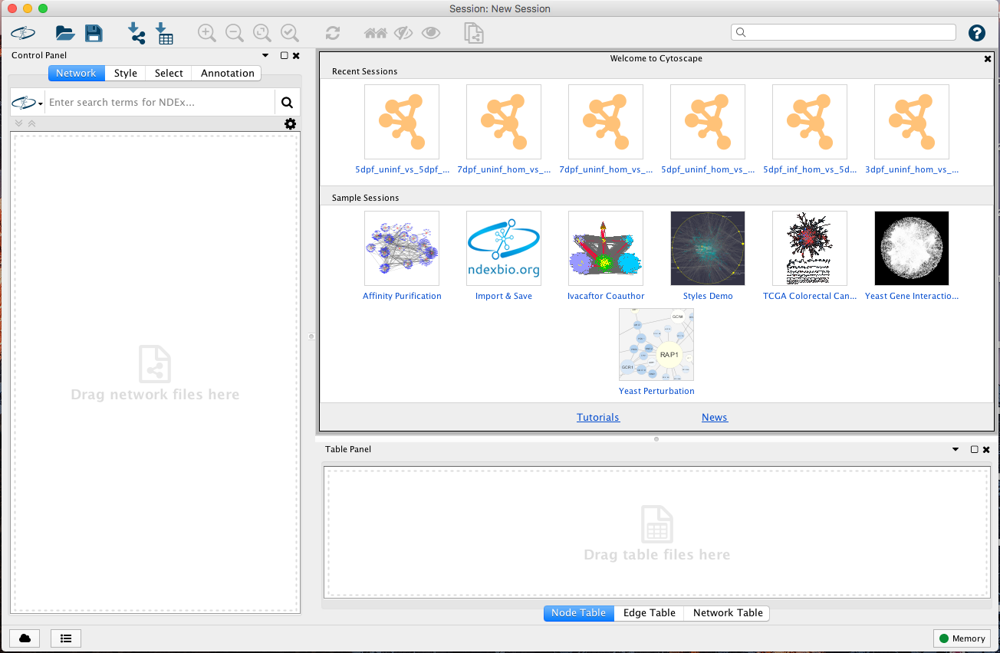 Session: New Session
Control Panel
Network Style Select Annotation
Enter search terms for NDEx...
Drag network files here
Welcome to Cytoscape
Recent Sessions
5dpf_uninf_vs_5dpf_... 7dpf_uninf_hom_vs_... 7dpf_uninf_hom_vs_... 5dpf_uninf_hom_vs_... 5dpf_inf_hom_vs_5d... 3dpf_uninf_hom_vs_...
Sample Sessions
ndexbio.org
Affinity Purification Import & Save Ivacaftor Coauthor Styles Demo TCGA Colorectal Can... Yeast Gene Interactio...
GCN4
RAP1
GCR1
Yeast Perturbation
Tutorials News
Table Panel
Drag table files here
Node Table Edge Table Network Table
Memory